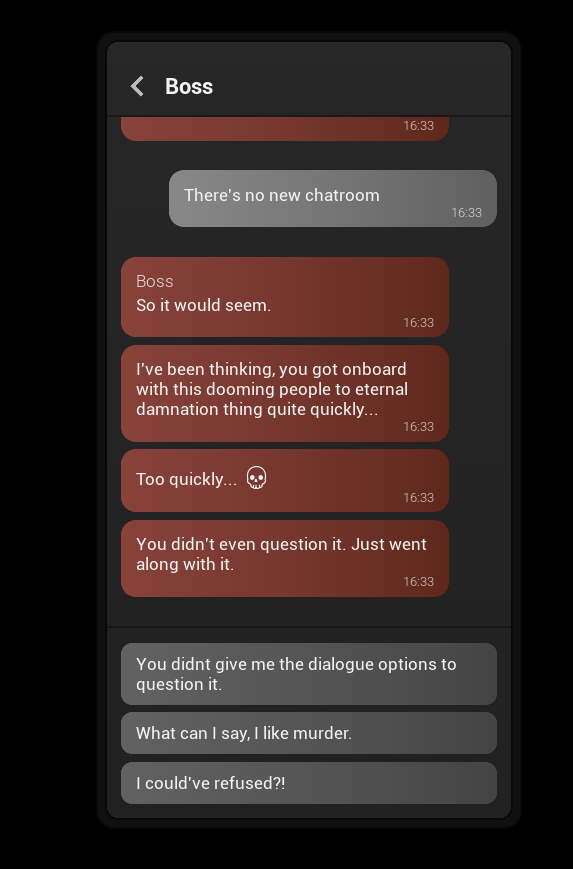 Boss
16:33
There's no new chatroom
16:33
Boss
So it would seem.
16:33
I've been thinking, you got onboard
with this dooming people to eternal
damnation thing quite quickly...
16:33
Too quickly...
16:33
You didn't even question it. Just went
along with it.
16:33
You didnt give me the dialogue options to
question it.
What can I say, I like murder.
I could've refused?!